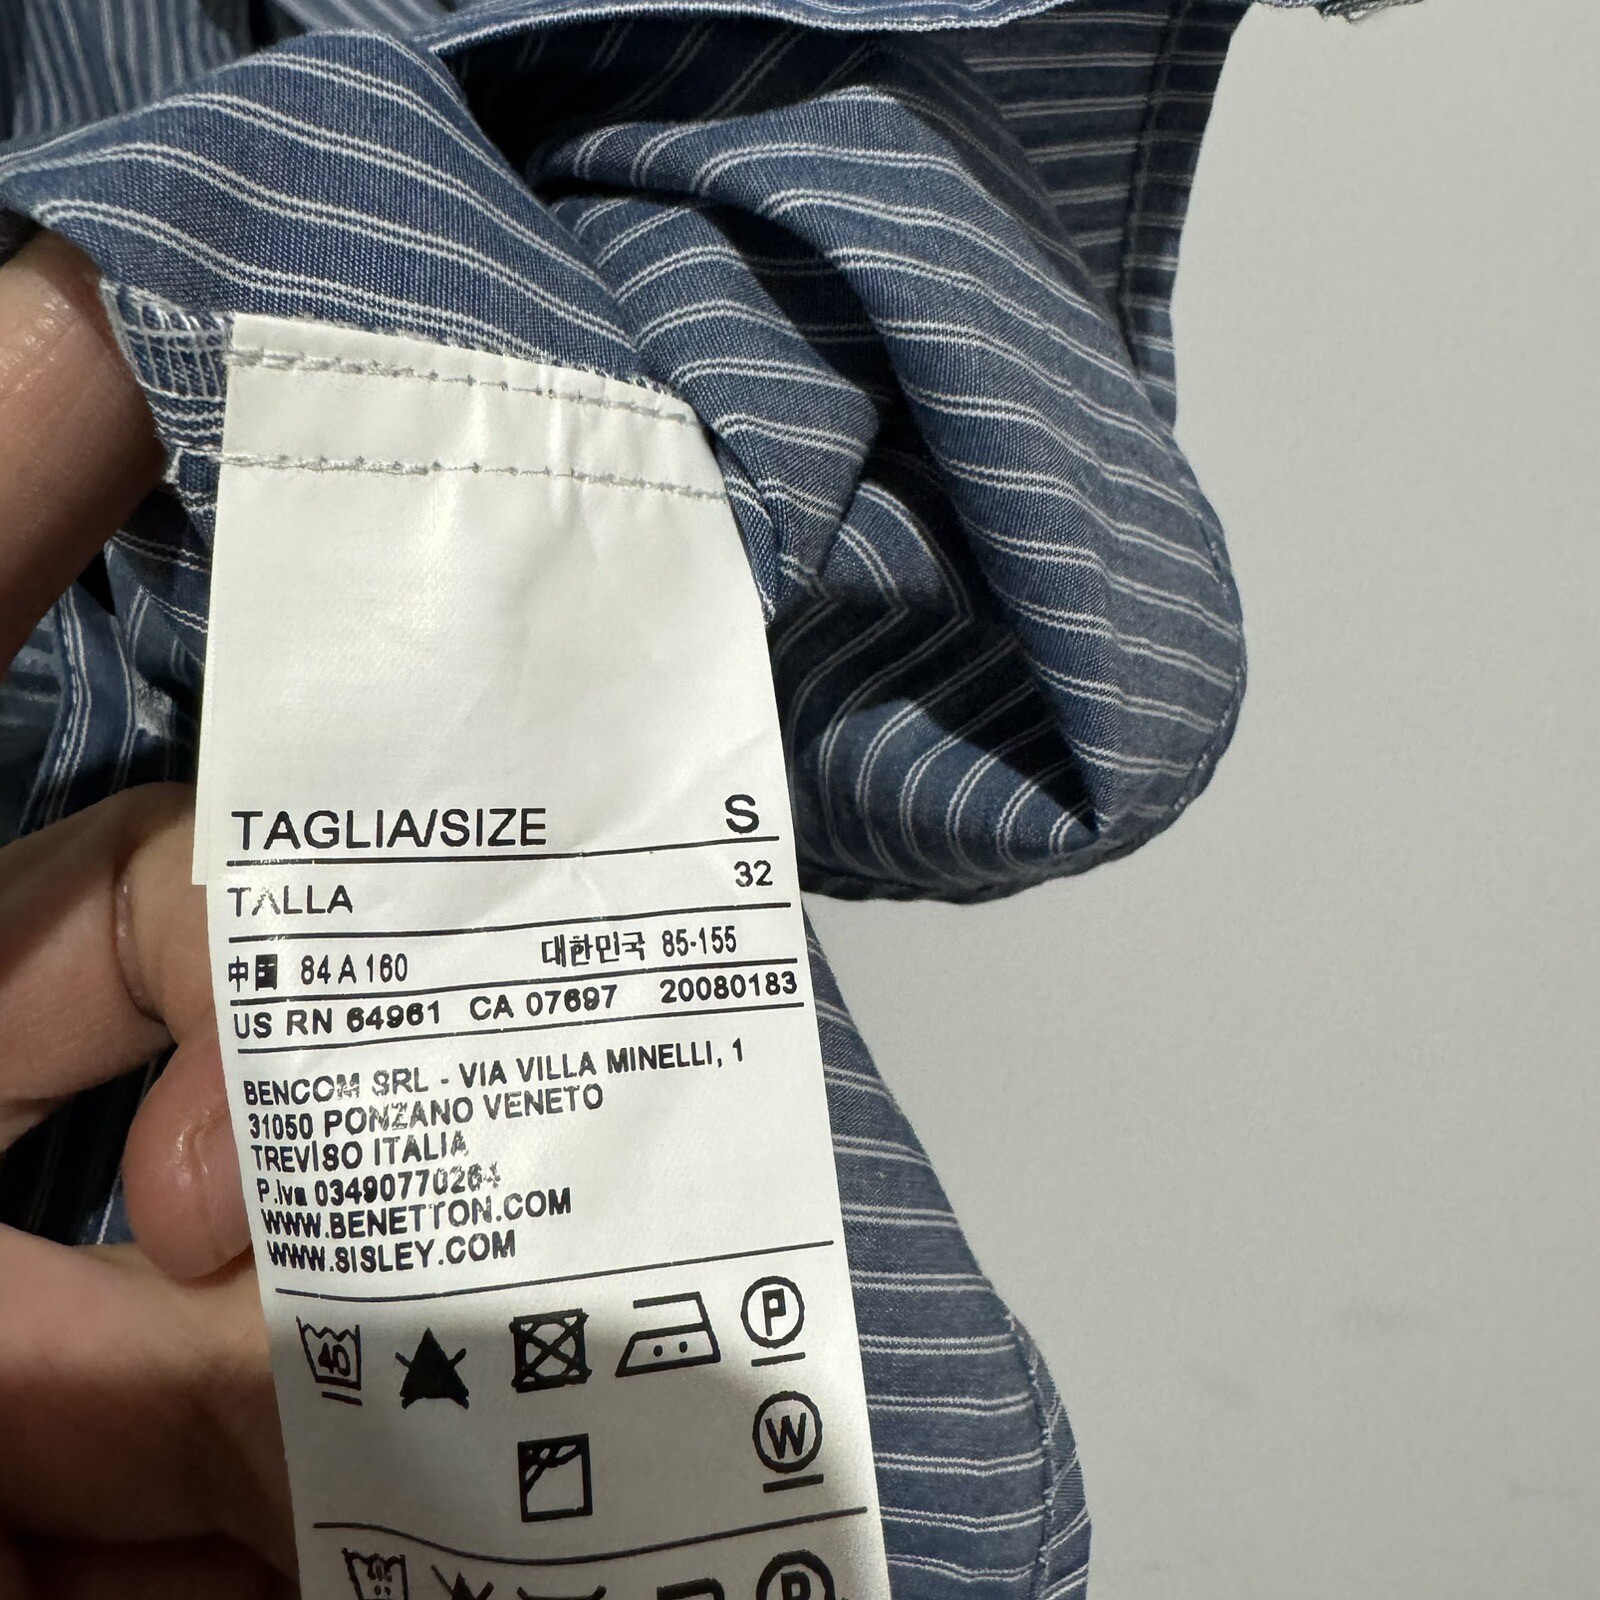 TAGLIA/SIZE S
TALLA 32
中国 84 A 160 대한민국 85-155
US RN 64961 CA 07697 20080183
BENCOM SRL - VIA VILLA MINELLI, 1
31050 PONZANO VENETO
TREVISO ITALIA
P.Iva 03490770264
WWW.BENETTON.COM
WWW.SISLEY.COM
40 P
W
P